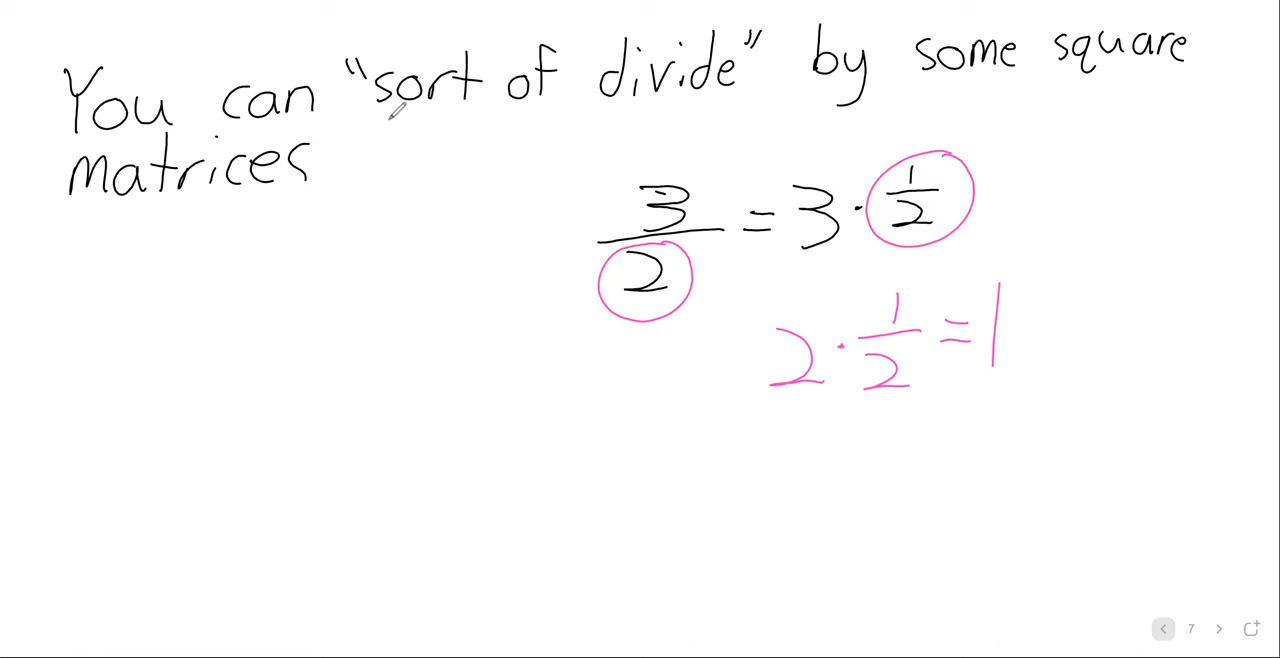 You can "sort of divide" by some square
matrices
3/2 = 3 · 1/2
2 · 1/2 = 1
7